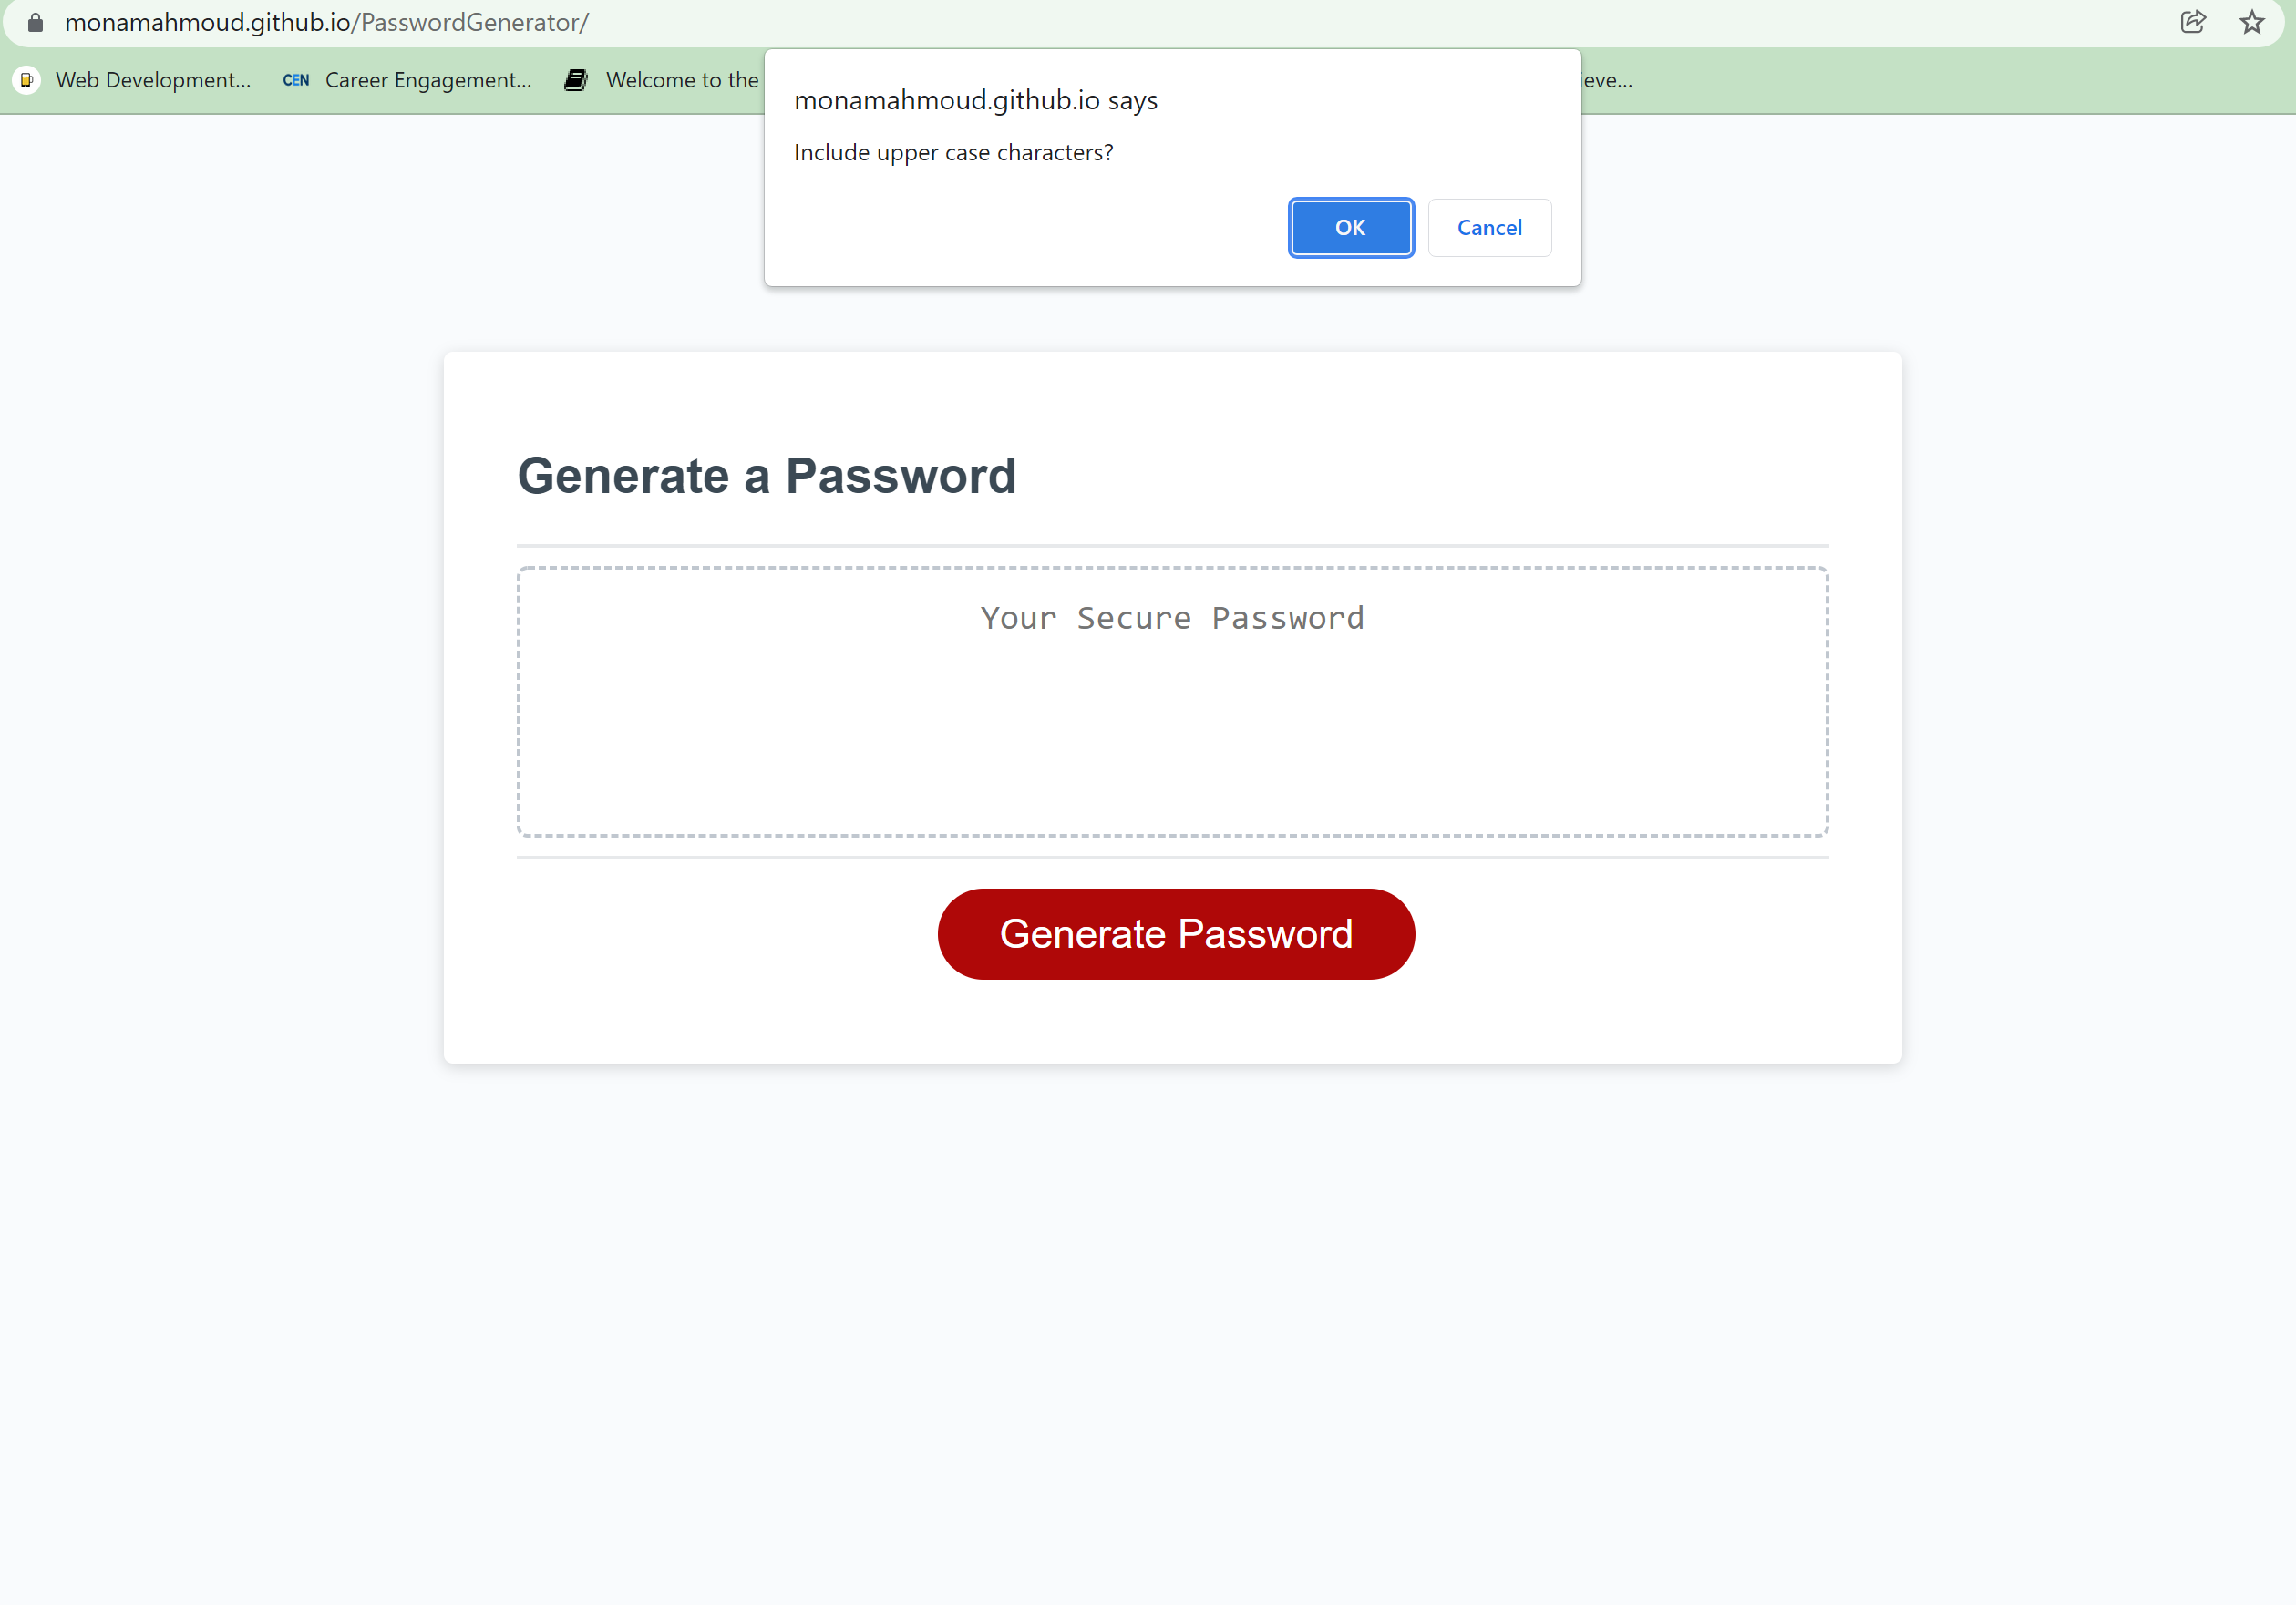 monamahmoud.github.io/PasswordGenerator/
Web Development... CEN Career Engagement... Welcome to the eve...
monamahmoud.github.io says
Include upper case characters?
OK Cancel
Generate a Password
Your Secure Password
Generate Password